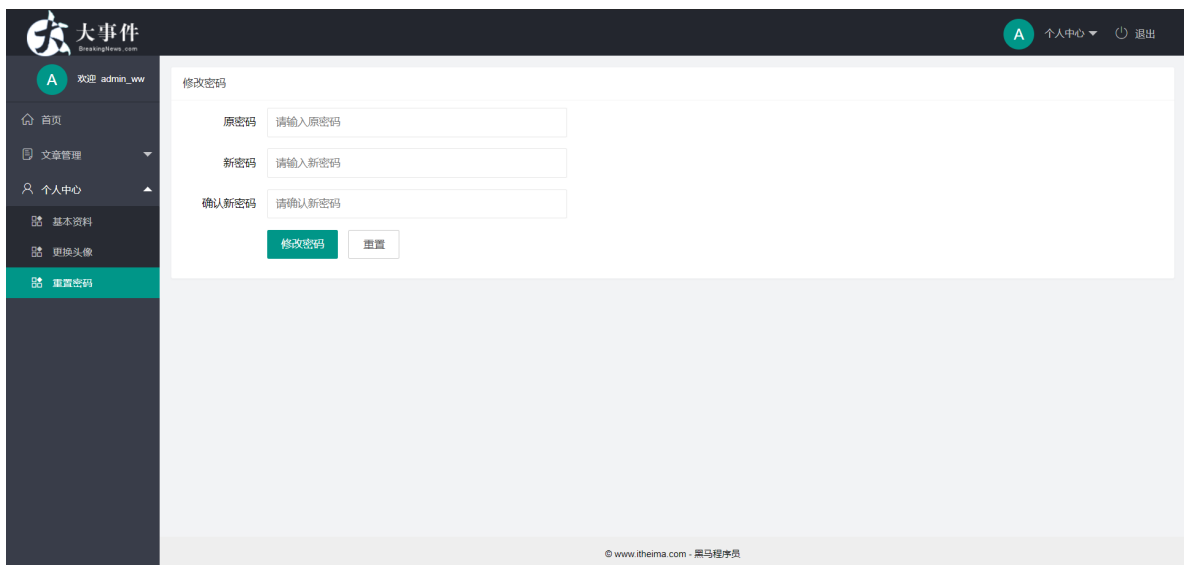 大事件
BreakingNews.com
A 个人中心 退出
A 欢迎 admin_ww
首页
文章管理
个人中心
基本资料
更换头像
重置密码
修改密码
原密码 请输入原密码
新密码 请输入新密码
确认新密码 请确认新密码
修改密码 重置
© www.itheima.com - 黑马程序员